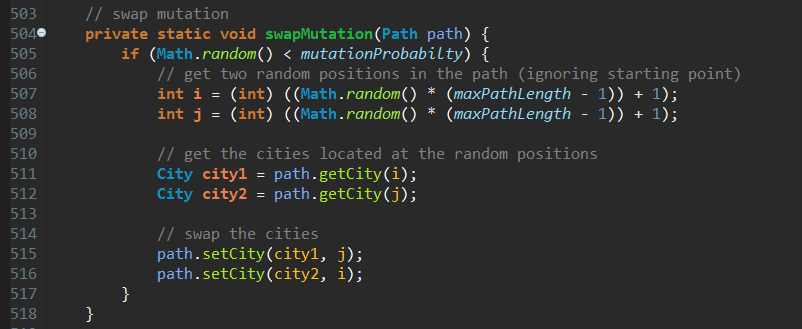 503 // swap mutation
504 private static void swapMutation(Path path) {
505 if (Math.random() < mutationProbabilty) {
506 // get two random positions in the path (ignoring starting point)
507 int i = (int) ((Math.random() * (maxPathLength - 1)) + 1);
508 int j = (int) ((Math.random() * (maxPathLength - 1)) + 1);
509
510 // get the cities located at the random positions
511 City city1 = path.getCity(i);
512 City city2 = path.getCity(j);
513
514 // swap the cities
515 path.setCity(city1, j);
516 path.setCity(city2, i);
517 }
518 }